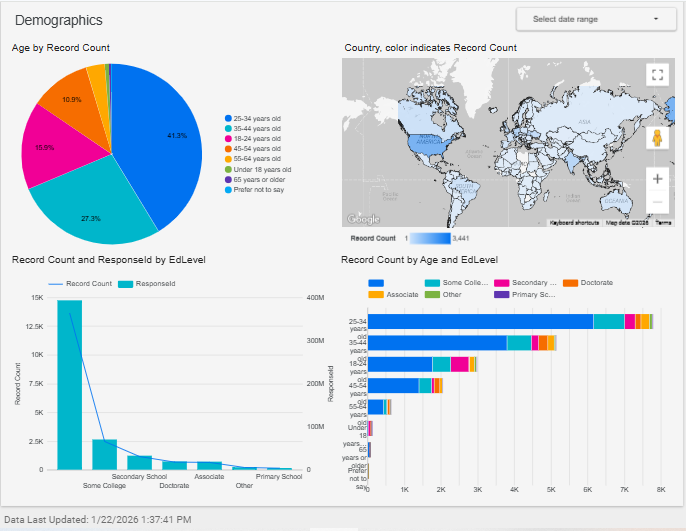 Demographics
Select date range
Age by Record Count
41.3%
27.3%
15.9%
10.9%
25-34 years old
35-44 years old
18-24 years old
45-54 years old
55-64 years old
Under 18 years old
65 years or older
Prefer not to say
Country, color indicates Record Count
NORTH
AMERICA
SOUTH
AMERICA
ASIA
OCEANIA
Google
Keyboard shortcuts
Map data ©2026
Terms
Record Count
1
3,441
Record Count and ResponseId by EdLevel
Record Count
ResponseId
15K
12.5K
10K
7.5K
5K
2.5K
0
Record Count
400M
300M
200M
100M
0
ResponseId
Secondary School
Associate
Primary School
Some College
Doctorate
Other
Record Count by Age and EdLevel
Some Colle...
Secondary ...
Doctorate
Associate
Other
Primary Sc...
25-34
years
old
35-44
years
old
18-24
years
old
45-54
years
old
55-64
years
old
Under
18
years...
65
years or
older
Prefer
not to
say
0
1K
2K
3K
4K
5K
6K
7K
8K
Data Last Updated: 1/22/2026 1:37:41 PM